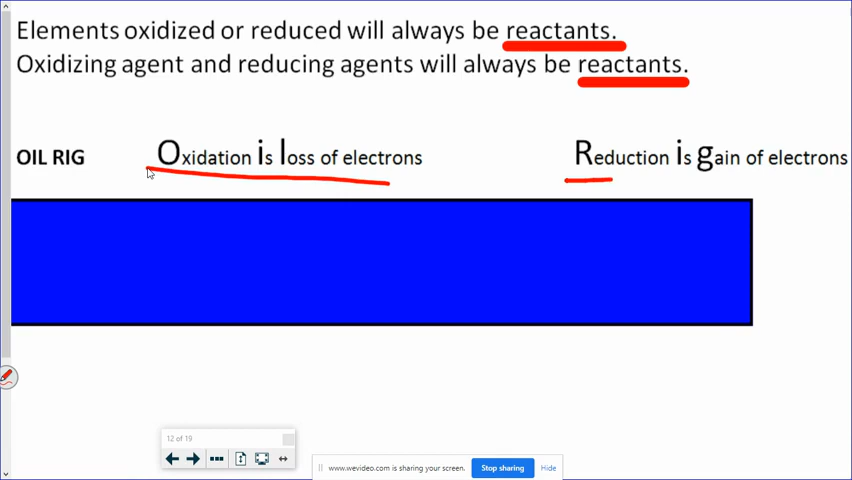 Elements oxidized or reduced will always be reactants.
Oxidizing agent and reducing agents will always be reactants.
OIL RIG Oxidation is loss of electrons Reduction is gain of electrons
12 of 19
www.wevideo.com is sharing your screen. Stop sharing Hide